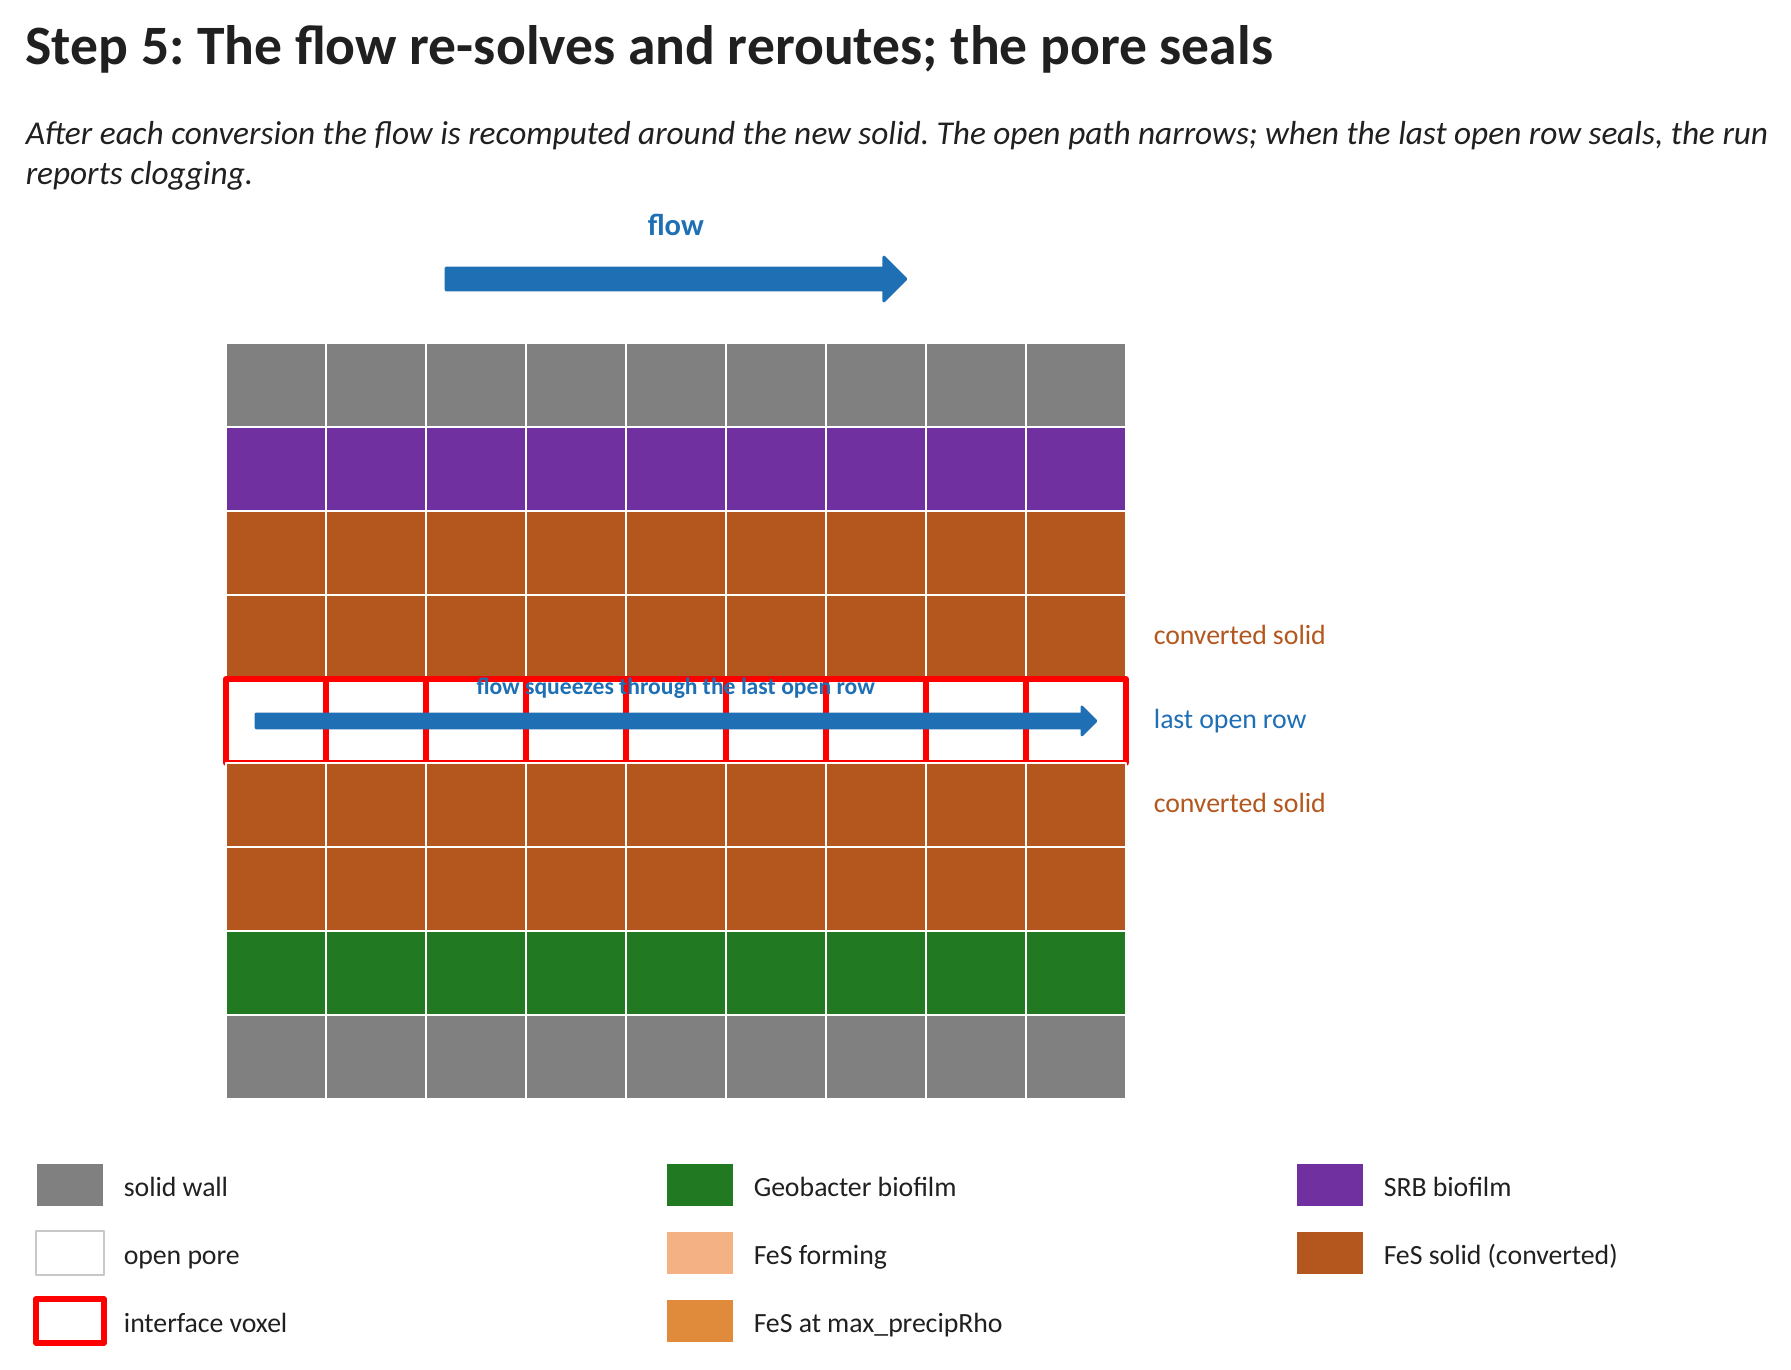 Step 5: The flow re-solves and reroutes; the pore seals
After each conversion the flow is recomputed around the new solid. The open path narrows; when the last open row seals, the run
reports clogging.
flow
converted solid
flow squeezes through the last open row
last open row
converted solid
solid wall
Geobacter biofilm
SRB biofilm
open pore
FeS forming
FeS solid (converted)
interface voxel
FeS at max_precipRho